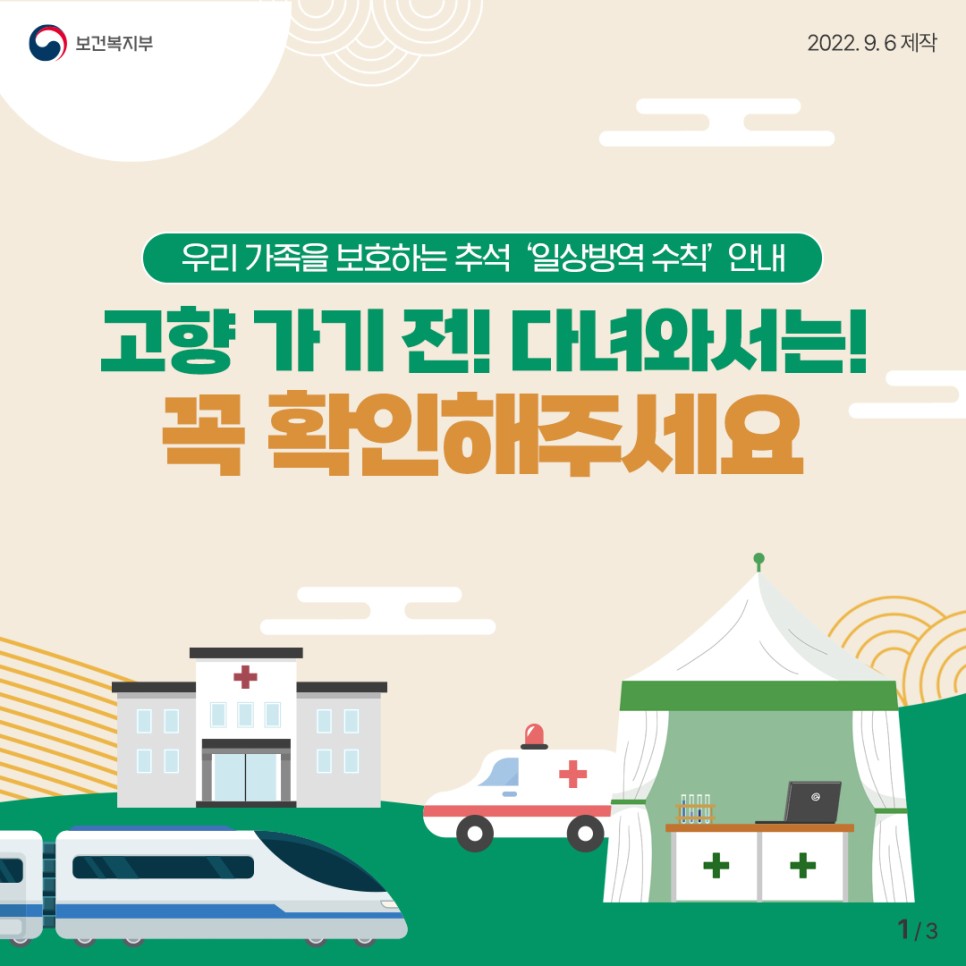 보건복지부
2022. 9. 6 제작
우리 가족을 보호하는 추석 ‘일상방역 수칙’ 안내
고향 가기 전! 다녀와서는!
꼭 확인해주세요
1 / 3